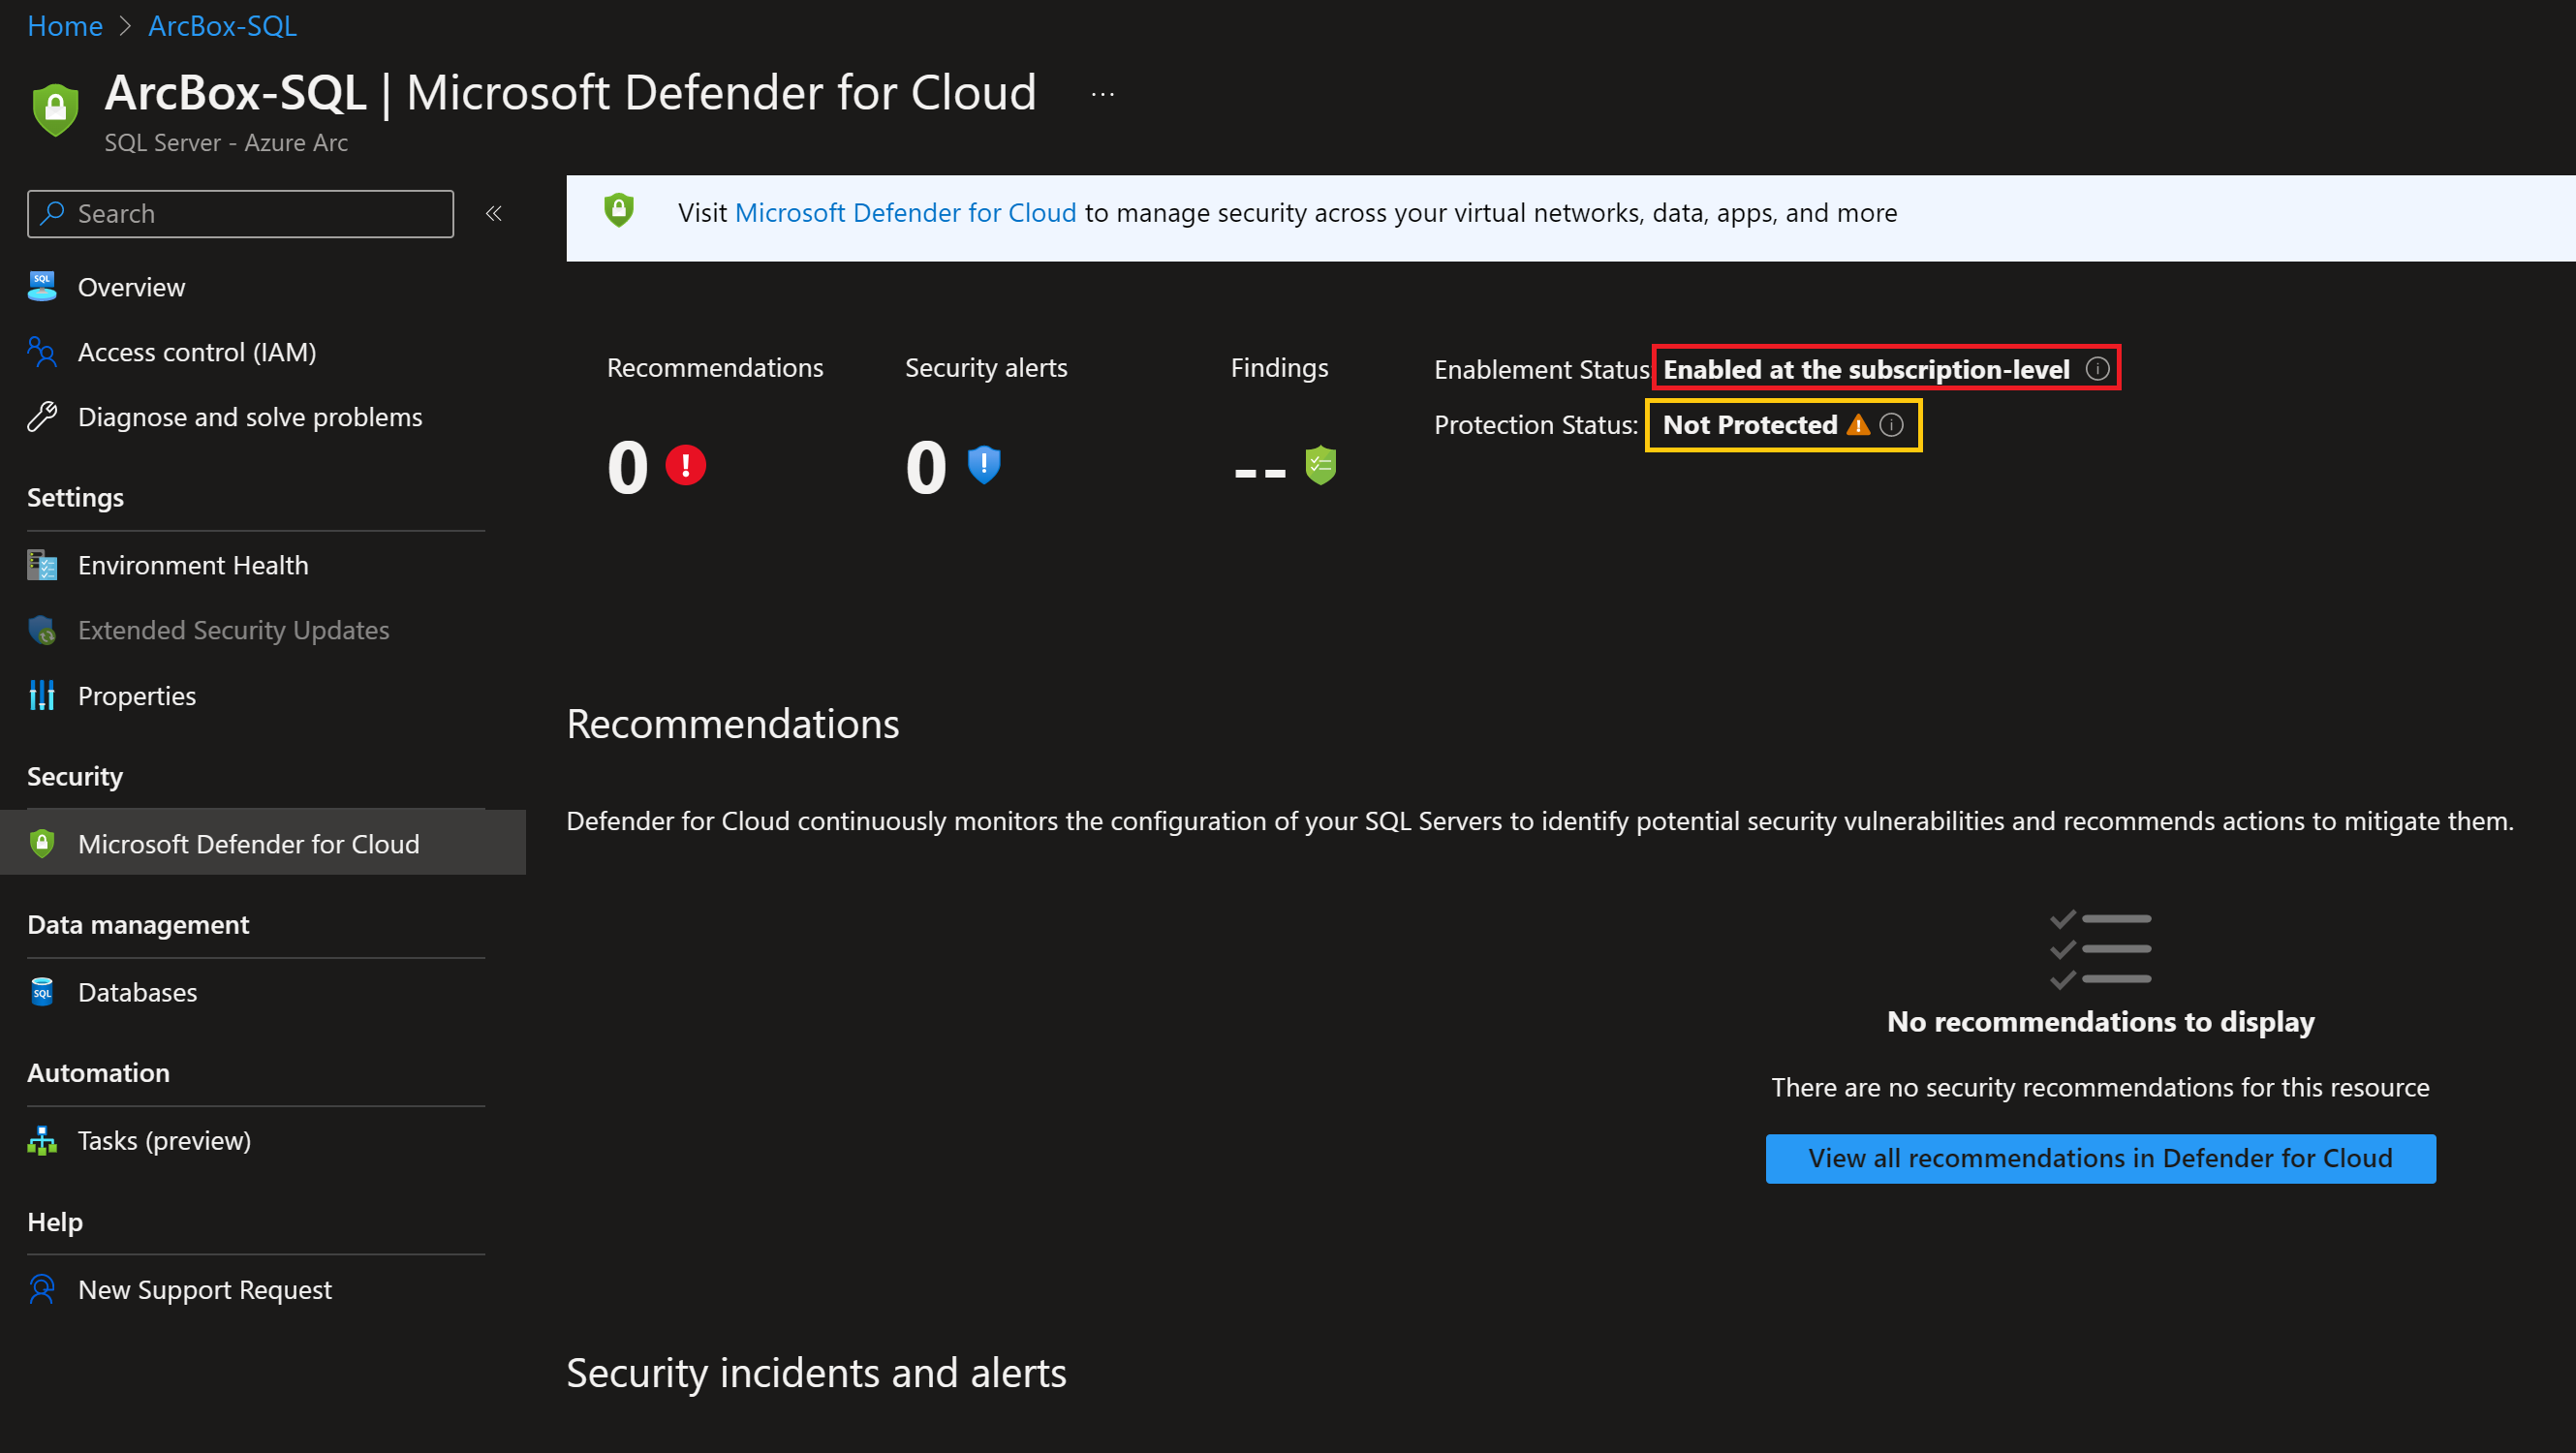 Home > ArcBox-SQL
ArcBox-SQL | Microsoft Defender for Cloud ...
SQL Server - Azure Arc
Search
Overview
Access control (IAM)
Diagnose and solve problems
Settings
Environment Health
Extended Security Updates
Properties
Security
Microsoft Defender for Cloud
Data management
Databases
Automation
Tasks (preview)
Help
New Support Request
Visit Microsoft Defender for Cloud to manage security across your virtual networks, data, apps, and more
Recommendations
0
Security alerts
0
Findings
--
Enablement Status Enabled at the subscription-level
Protection Status: Not Protected
Recommendations
Defender for Cloud continuously monitors the configuration of your SQL Servers to identify potential security vulnerabilities and recommends actions to mitigate them.
No recommendations to display
There are no security recommendations for this resource
View all recommendations in Defender for Cloud
Security incidents and alerts